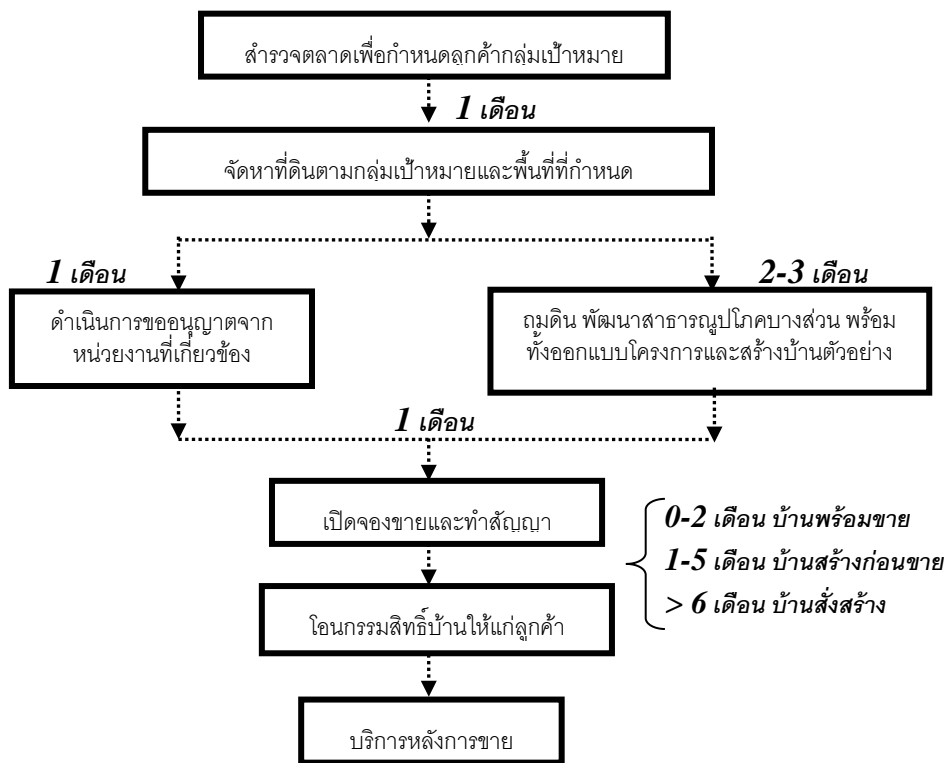 สำรวจตลาดเพื่อกำหนดลูกค้ากลุ่มเป้าหมาย
1 เดือน
จัดหาที่ดินตามกลุ่มเป้าหมายและพื้นที่ที่กำหนด
1 เดือน
2-3 เดือน
ดำเนินการขออนุญาตจาก
หน่วยงานที่เกี่ยวข้อง
ถมดิน พัฒนาสาธารณูปโภคบางส่วน พร้อม
ทั้งออกแบบโครงการและสร้างบ้านตัวอย่าง
1 เดือน
เปิดจองขายและทำสัญญา
0-2 เดือน บ้านพร้อมขาย
1-5 เดือน บ้านสร้างก่อนขาย
> 6 เดือน บ้านสั่งสร้าง
โอนกรรมสิทธิ์บ้านให้แก่ลูกค้า
บริการหลังการขาย